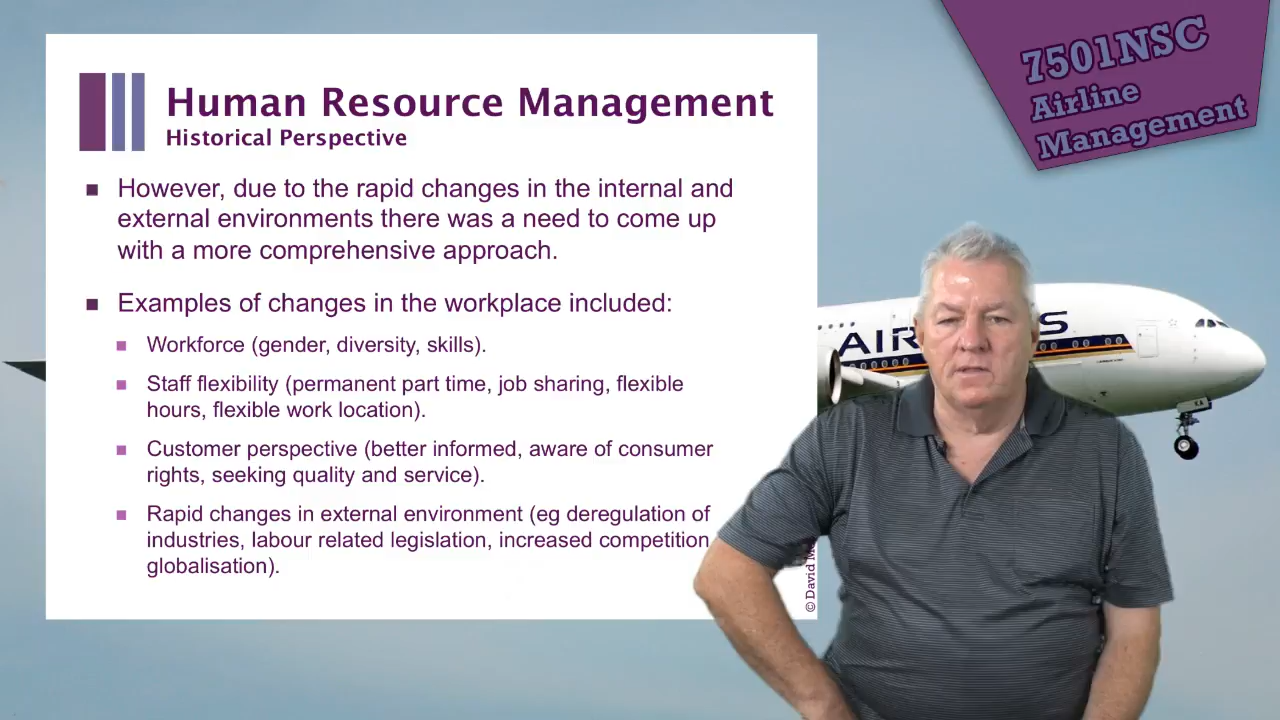 7501NSC
Airline
Management
Human Resource Management
Historical Perspective
However, due to the rapid changes in the internal and
external environments there was a need to come up
with a more comprehensive approach.
Examples of changes in the workplace included:
Workforce (gender, diversity, skills).
Staff flexibility (permanent part time, job sharing, flexible
hours, flexible work location).
Customer perspective (better informed, aware of consumer
rights, seeking quality and service).
Rapid changes in external environment (eg deregulation of
industries, labour related legislation, increased competition
globalisation).
©David